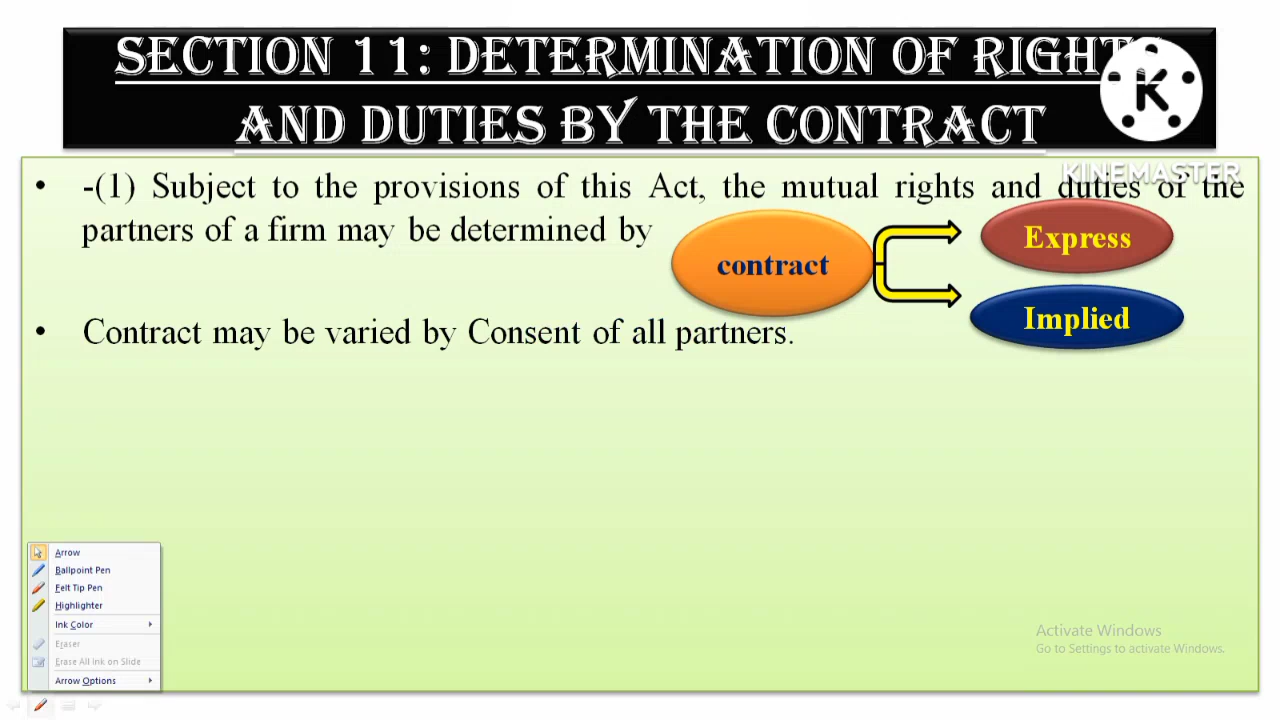 SECTION 11: DETERMINATION OF RIGHTS
AND DUTIES BY THE CONTRACT
K
KINEMASTER
• -(1) Subject to the provisions of this Act, the mutual rights and duties of the
partners of a firm may be determined by
contract
Express
Implied
• Contract may be varied by Consent of all partners.
Arrow
Ballpoint Pen
Felt Tip Pen
Highlighter
Ink Color
Eraser
Erase All Ink on Slide
Arrow Options
Activate Windows
Go to Settings to activate Windows.